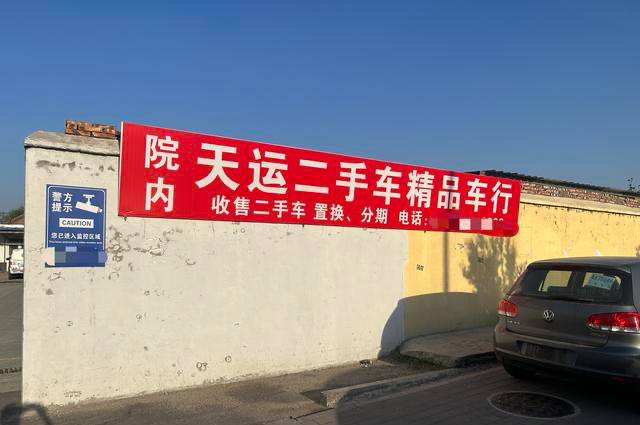 院内
天运二手车精品车行
收售二手车 置换、分期 电话:
警方
提示
CAUTION
您已进入监控区域